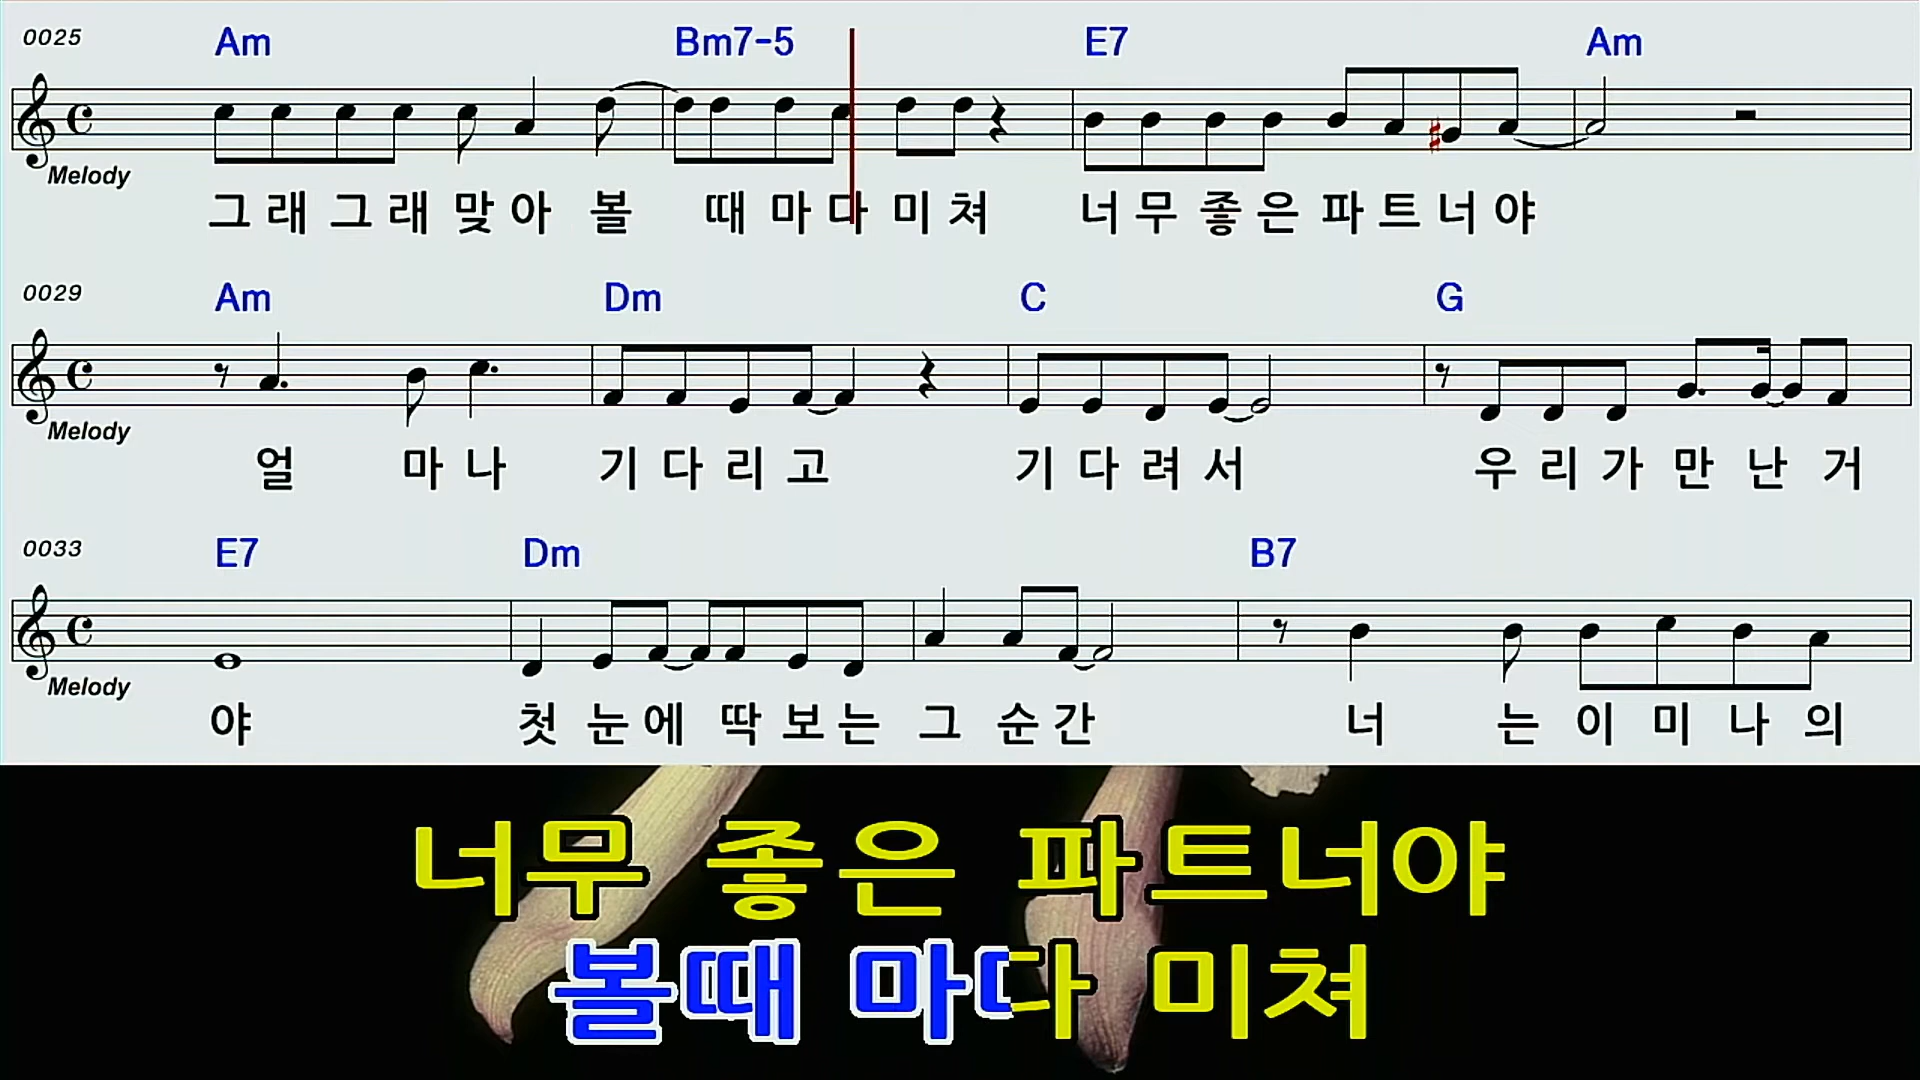 0025 Am Bm7-5 E7 Am
Melody
그래그래맞아 볼 때마다미쳐 너무좋은파트너야
0029 Am Dm C G
Melody
얼 마나 기다리고 기다려서 우리가만난거
0033 E7 Dm B7
Melody
야 첫눈에딱보는그순간 너 는이미나의
너무 좋은 파트너야
볼때 마다 미쳐